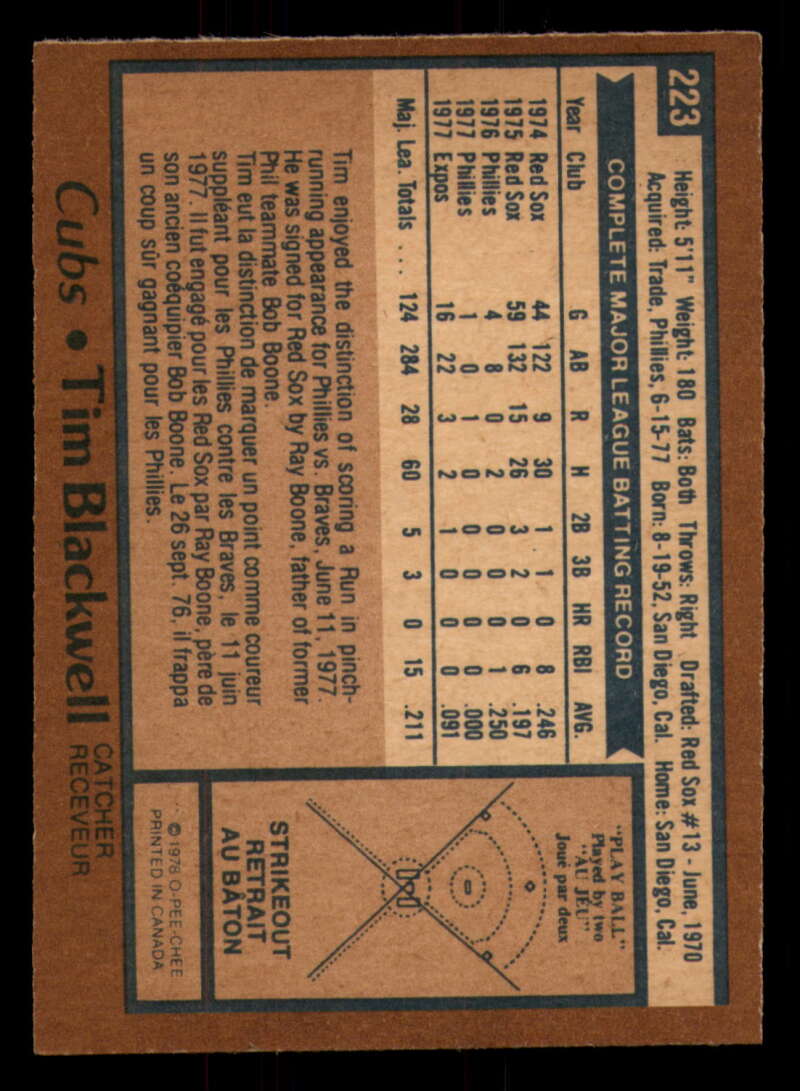 223
Height: 5'11" Weight: 180 Bats: Both Throws: Right Drafted: Red Sox #13 - June, 1970
Acquired: Trade, Phillies, 6-15-77 Born: 8-19-52, San Diego, Cal. Home: San Diego, Cal.
COMPLETE MAJOR LEAGUE BATTING RECORD
Year Club G AB R H 2B 3B HR RBI AVG.
1974 Red Sox 44 122 9 30 1 1 0 8 .246
1975 Red Sox 59 132 15 26 3 2 0 6 .197
1976 Phillies 4 8 0 2 0 0 0 1 .250
1977 Phillies 1 0 1 0 0 0 0 0 .000
1977 Expos 16 22 3 2 1 0 0 0 .091
Maj. Lea. Totals ... 124 284 28 60 5 3 0 15 .211
Tim enjoyed the distinction of scoring a Run in pinch-
running appearance for Phillies vs. Braves, June 11, 1977.
He was signed for Red Sox by Ray Boone, father of former
Phil teammate Bob Boone.
Tim eut la distinction de marquer un point comme coureur
suppléant pour les Phillies contre les Braves, le 11 juin
1977. Il fut engagé pour les Red Sox par Ray Boone, père de
son ancien coéquipier Bob Boone. Le 26 sept. 76, il frappa
un coup sûr gagnant pour les Phillies.
"PLAY BALL"
Played by two
"AU JEU"
Joué par deux
STRIKEOUT
RETRAIT
AU BÂTON
© 1978 O-PEE-CHEE
PRINTED IN CANADA
Cubs • Tim Blackwell CATCHER
RECEVEUR